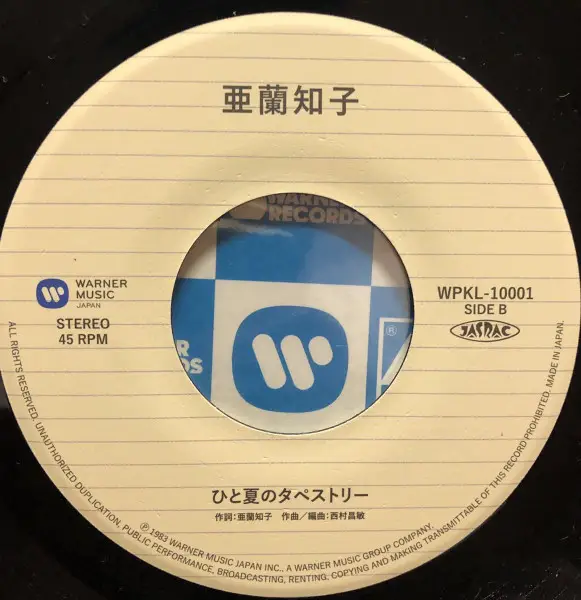 亜蘭知子
WARNER
RECORDS
WARNER
MUSIC
JAPAN
STEREO
45 RPM
WPKL-10001
SIDE B
JASRAC
®
ひと夏のタペストリー
作詞:亜蘭知子 作曲/編曲:西村昌敏
ALL RIGHTS RESERVED. UNAUTHORIZED DUPLICATION, PUBLIC PERFORMANCE, BROADCASTING, RENTING, COPYING AND MAKING TRANSMITTABLE OF THIS RECORD PROHIBITED. MADE IN JAPAN.
℗ 1983 WARNER MUSIC JAPAN INC., A WARNER MUSIC GROUP COMPANY.